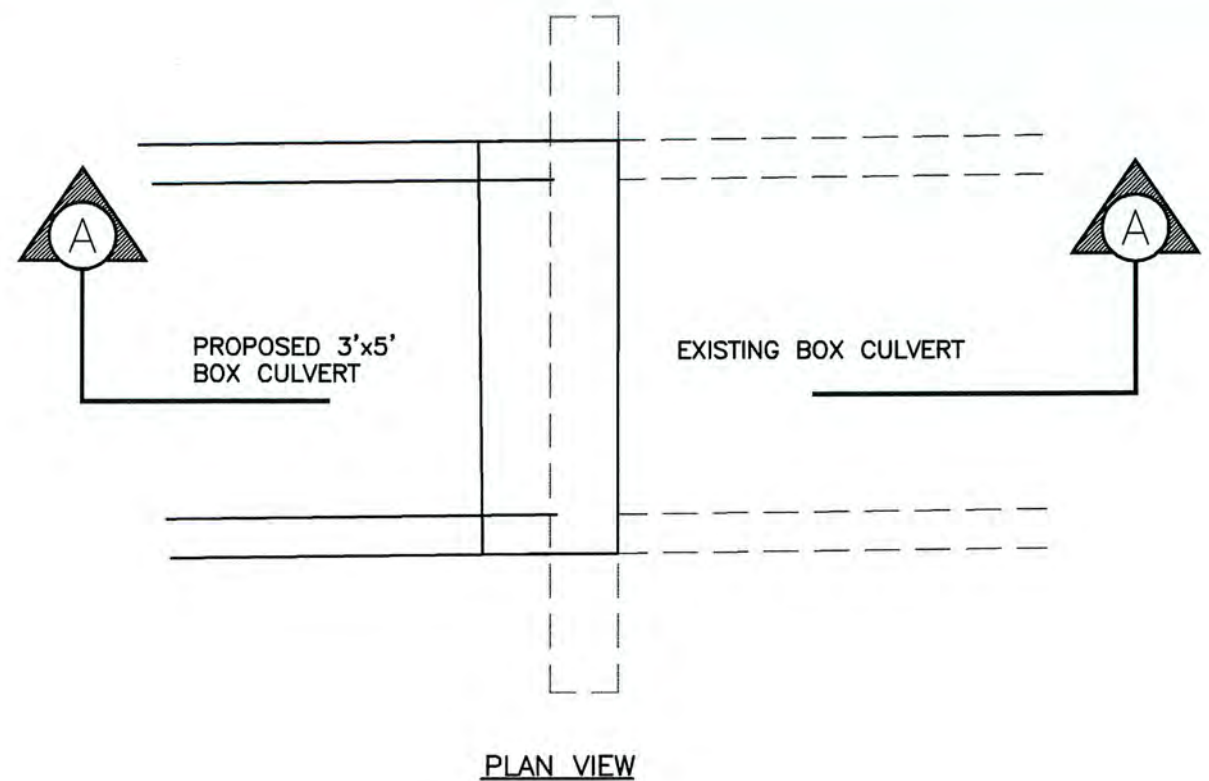 A
A
PROPOSED 3'x5'
BOX CULVERT
EXISTING BOX CULVERT
PLAN VIEW